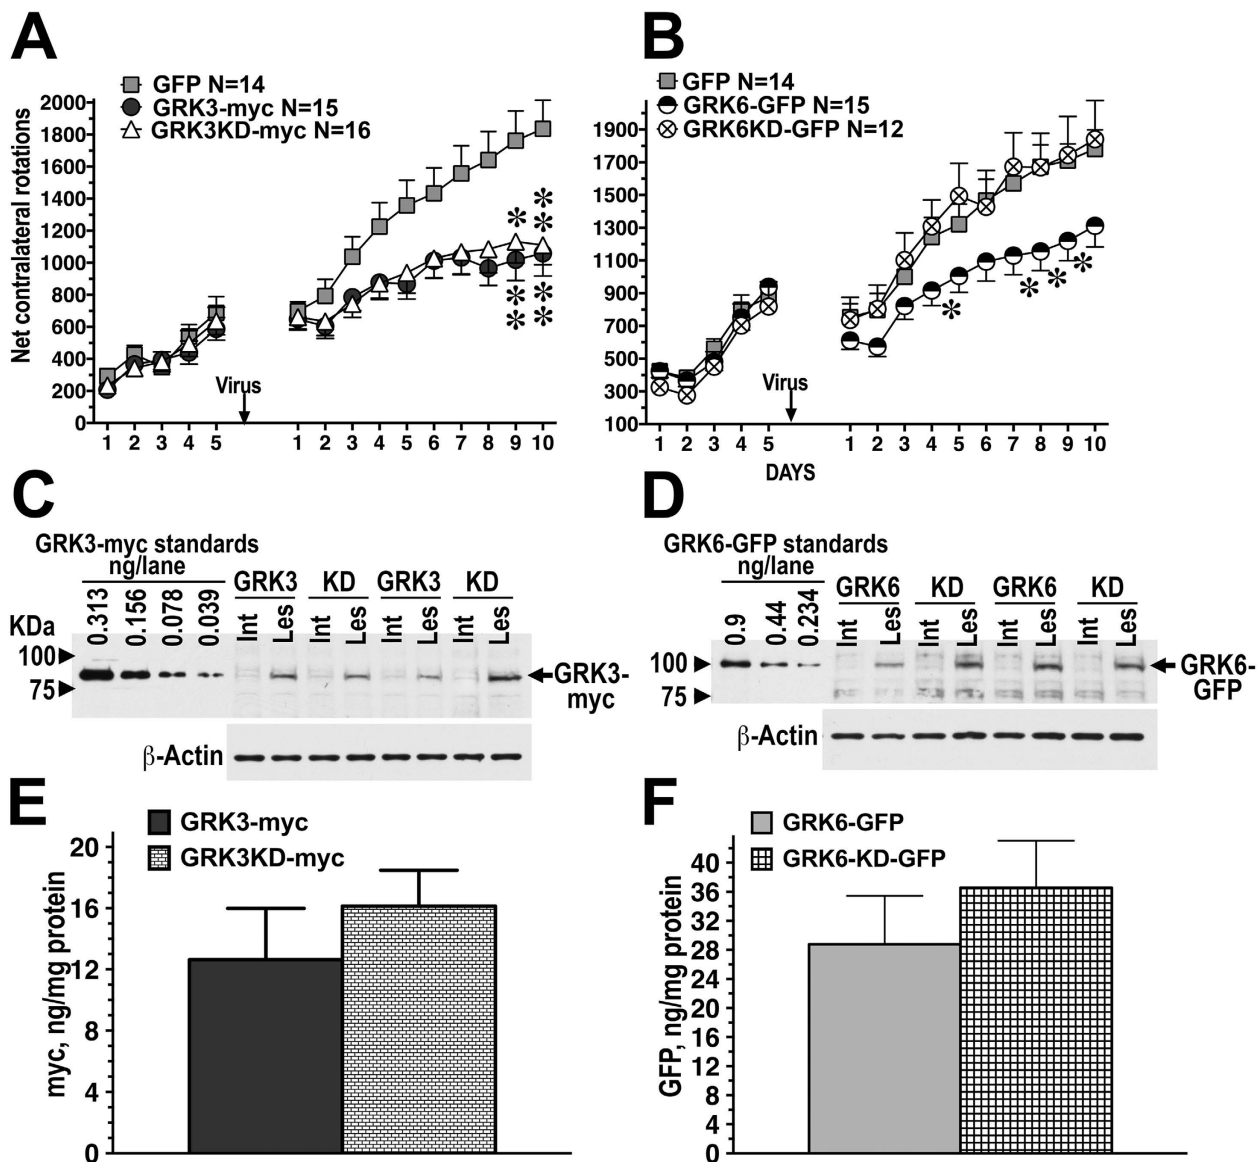 A
GFP N=14
GRK3-myc N=15
GRK3KD-myc N=16
Net contralateral rotations
2000
1800
1600
1400
1200
1000
800
600
400
200
0
Virus
* * * * * * * *
1 2 3 4 5 1 2 3 4 5 6 7 8 9 10
B
GFP N=14
GRK6-GFP N=15
GRK6KD-GFP N=12
1900
1700
1500
1300
1100
900
700
500
300
100
Virus
* * * *
1 2 3 4 5 1 2 3 4 5 6 7 8 9 10
DAYS
C
GRK3-myc standards
ng/lane
GRK3 KD GRK3 KD
0.313 0.156 0.078 0.039 Int Les Int Les Int Les Int Les
KDa
100
75
GRK3-
myc
β-Actin
D
GRK6-GFP standards
ng/lane
GRK6 KD GRK6 KD
0.9 0.44 0.234 Int Les Int Les Int Les Int Les
100
75
GRK6-
GFP
β-Actin
E
GRK3-myc
GRK3KD-myc
myc, ng/mg protein
20
16
12
8
4
0
F
GRK6-GFP
GRK6-KD-GFP
GFP, ng/mg protein
40
36
32
28
24
20
16
12
8
4
0